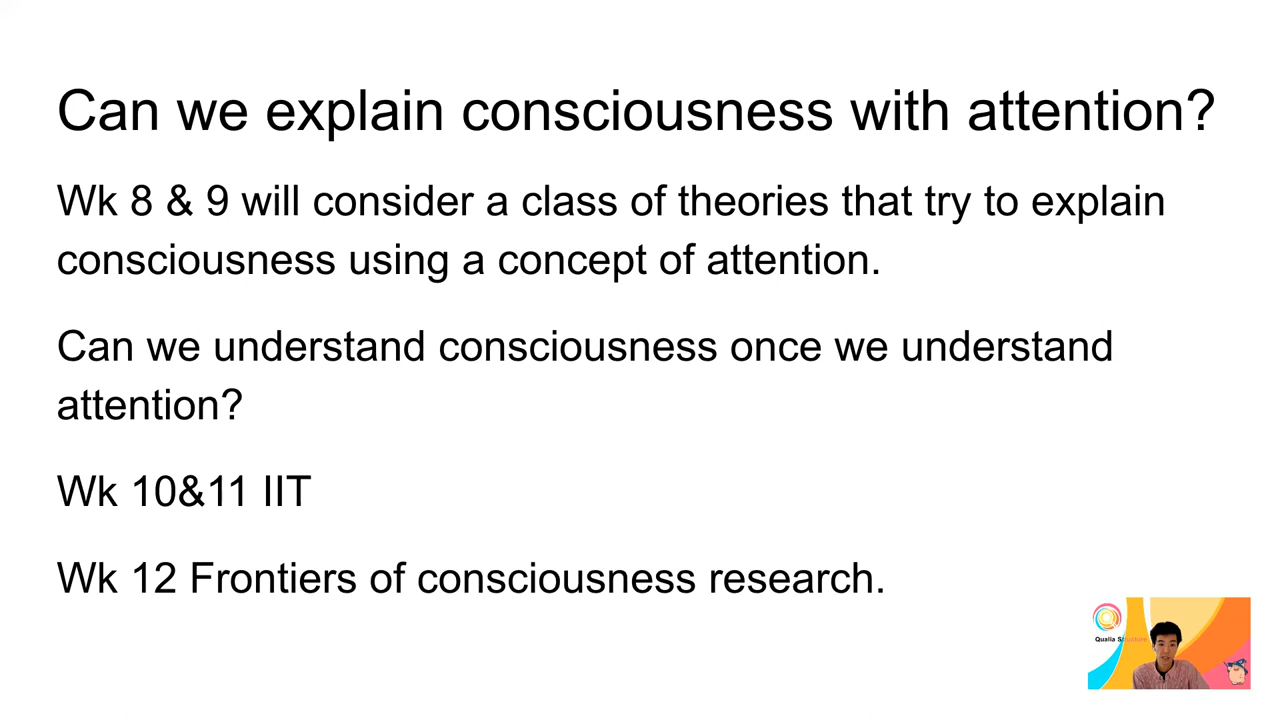 Can we explain consciousness with attention?
Wk 8 & 9 will consider a class of theories that try to explain
consciousness using a concept of attention.
Can we understand consciousness once we understand
attention?
Wk 10&11 IIT
Wk 12 Frontiers of consciousness research.
Qualia Structure